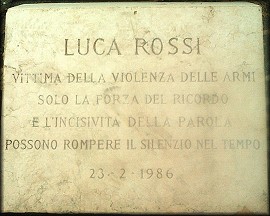 LUCA ROSSI
VITTIMA DELLA VIOLENZA DELLE ARMI
SOLO LA FORZA DEL RICORDO
E L'INCISIVITÀ DELLA PAROLA
POSSONO ROMPERE IL SILENZIO NEL TEMPO
23-2-1986